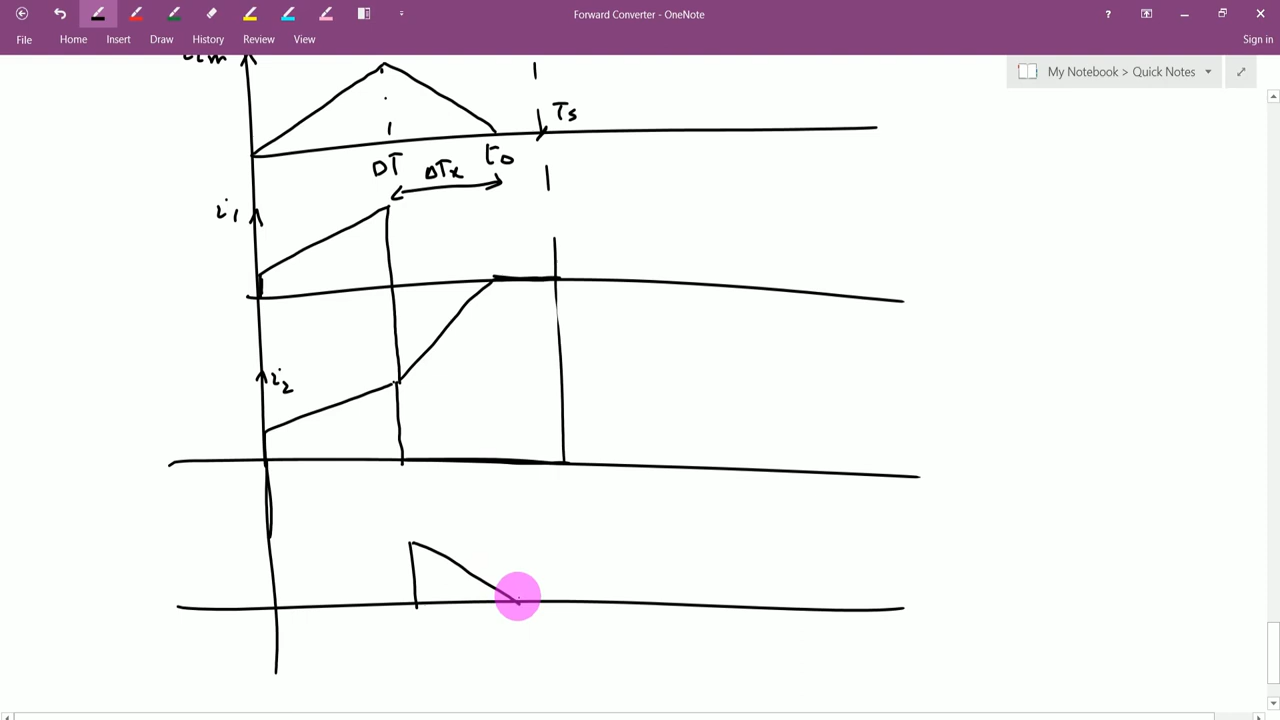 Forward Converter - OneNote
File Home Insert Draw History Review View
Sign in
My Notebook > Quick Notes
Ts
DT
ΔTx
to
i1
i2